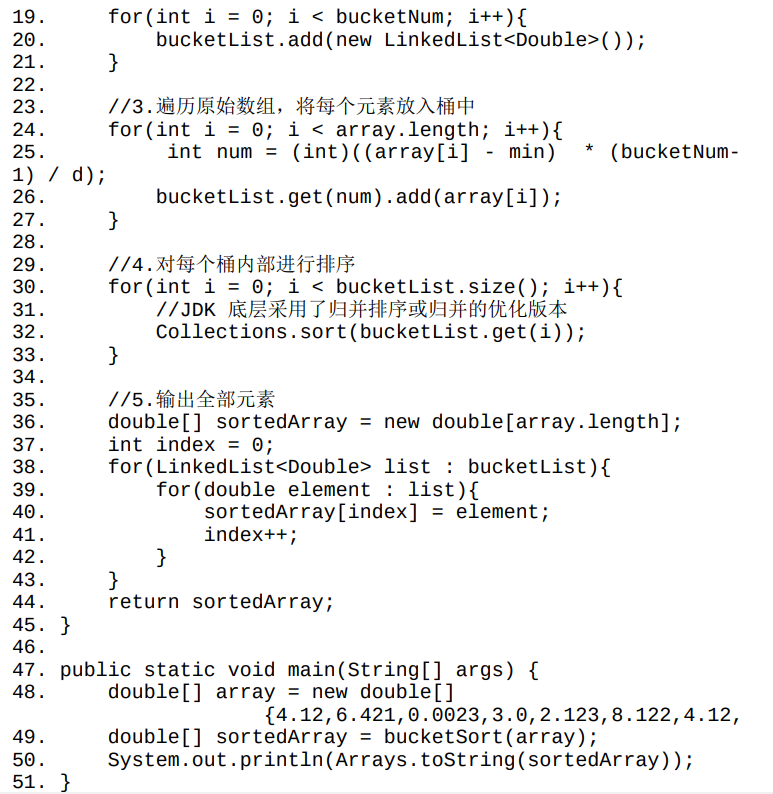 19.     for(int i = 0; i < bucketNum; i++){
20.         bucketList.add(new LinkedList<Double>());
21.     }
22.
23.     //3.遍历原始数组，将每个元素放入桶中
24.     for(int i = 0; i < array.length; i++){
25.          int num = (int)((array[i] - min)  * (bucketNum-
1) / d);
26.         bucketList.get(num).add(array[i]);
27.     }
28.
29.     //4.对每个桶内部进行排序
30.     for(int i = 0; i < bucketList.size(); i++){
31.         //JDK 底层采用了归并排序或归并的优化版本
32.         Collections.sort(bucketList.get(i));
33.     }
34.
35.     //5.输出全部元素
36.     double[] sortedArray = new double[array.length];
37.     int index = 0;
38.     for(LinkedList<Double> list : bucketList){
39.         for(double element : list){
40.             sortedArray[index] = element;
41.             index++;
42.         }
43.     }
44.     return sortedArray;
45. }
46.
47. public static void main(String[] args) {
48.     double[] array = new double[]
                     {4.12,6.421,0.0023,3.0,2.123,8.122,4.12,
49.     double[] sortedArray = bucketSort(array);
50.     System.out.println(Arrays.toString(sortedArray));
51. }